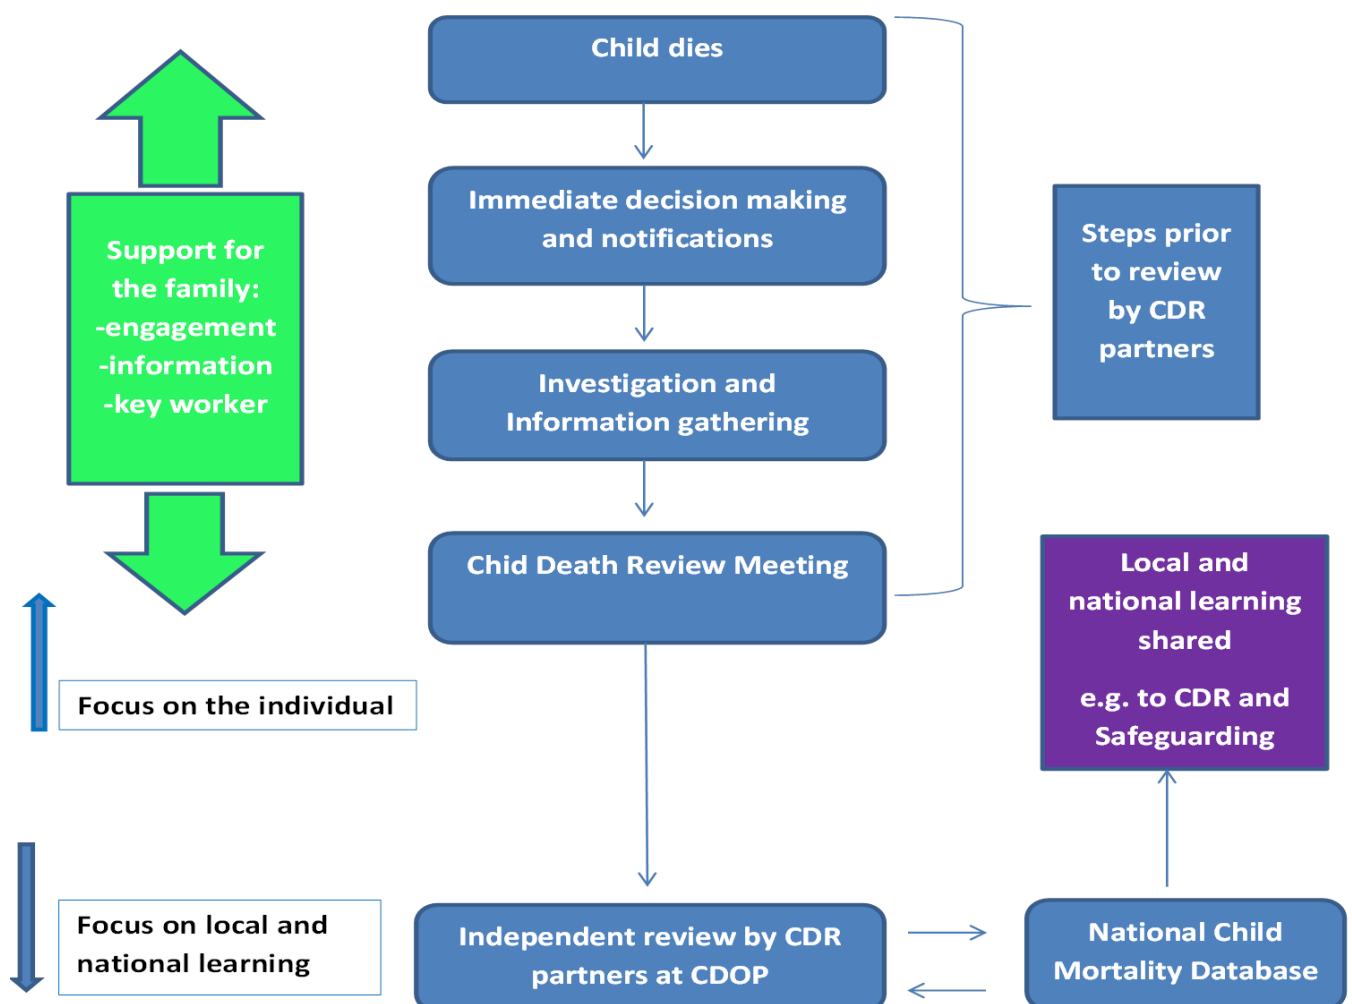 Child dies
Immediate decision making
and notifications
Investigation and
Information gathering
Chid Death Review Meeting
Independent review by CDR
partners at CDOP
Support for
the family:
-engagement
-information
-key worker
Focus on the individual
Focus on local and
national learning
Steps prior
to review
by CDR
partners
Local and
national learning
shared
e.g. to CDR and
Safeguarding
National Child
Mortality Database